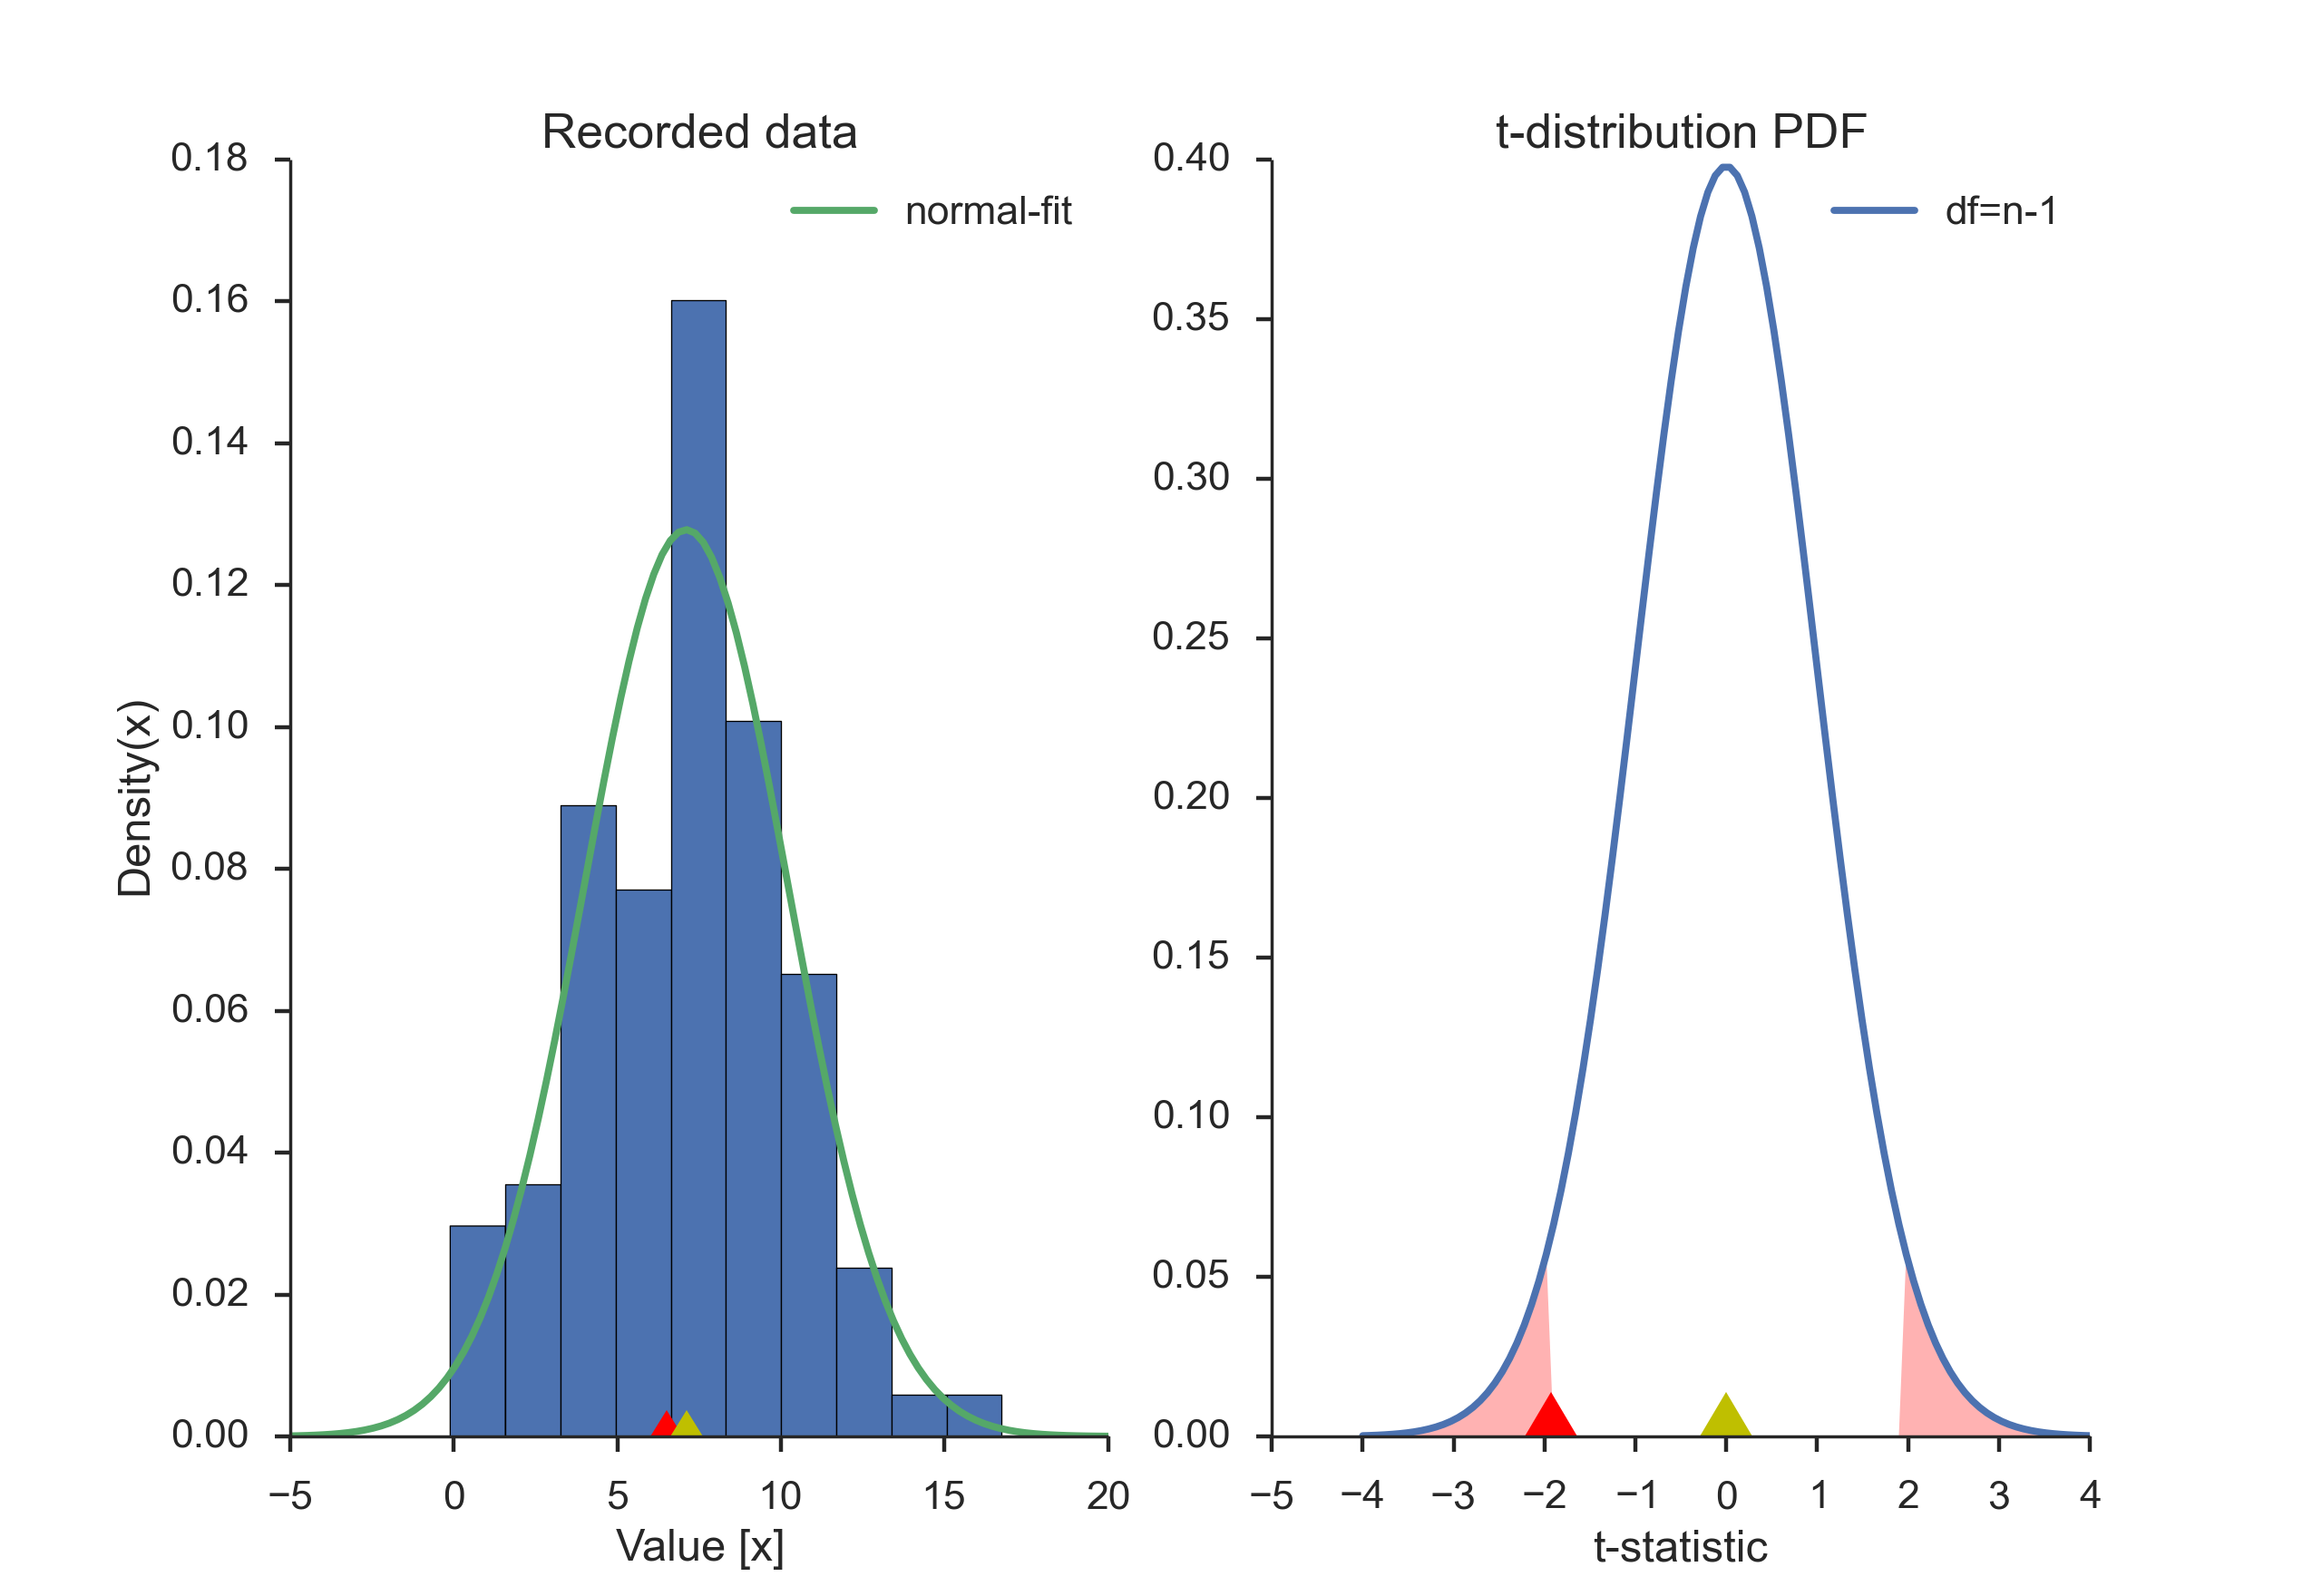 Recorded data
normal-fit
0.18
0.16
0.14
0.12
0.10
0.08
0.06
0.04
0.02
0.00
Density(x)
−5 0 5 10 15 20
Value [x]
t-distribution PDF
df=n-1
0.40
0.35
0.30
0.25
0.20
0.15
0.10
0.05
0.00
−5 −4 −3 −2 −1 0 1 2 3 4
t-statistic